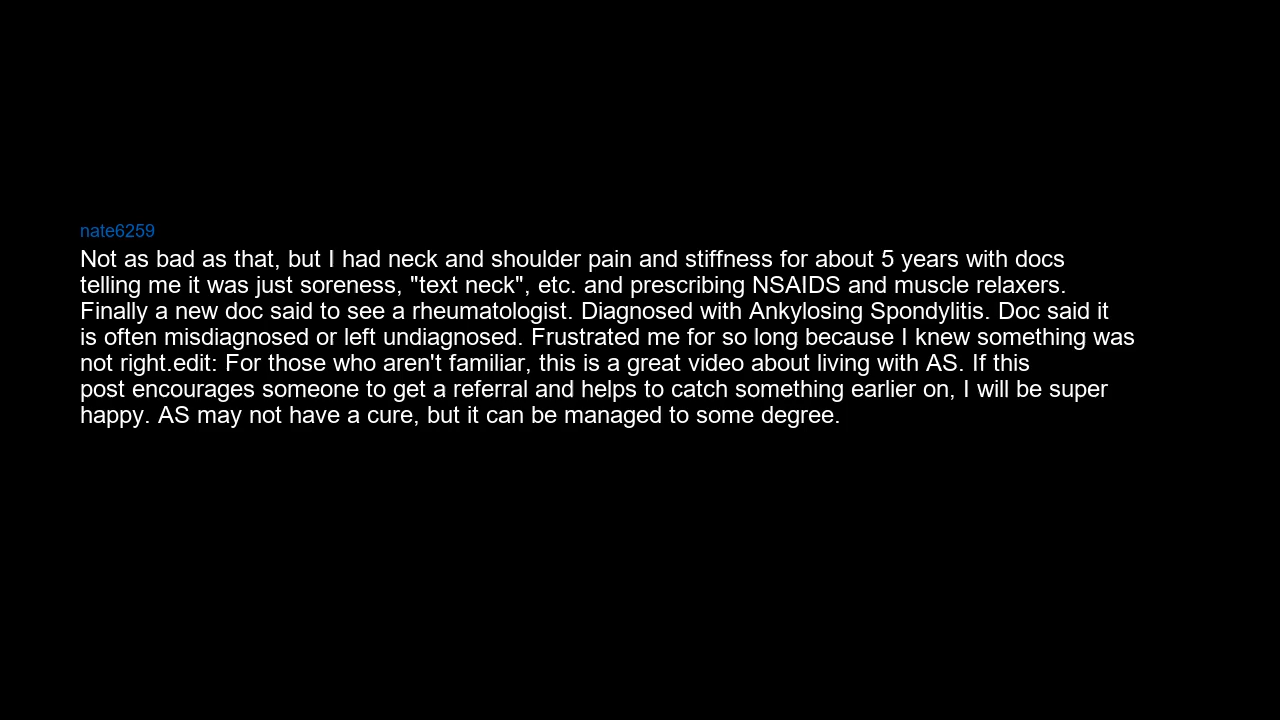 nate6259
Not as bad as that, but I had neck and shoulder pain and stiffness for about 5 years with docs
telling me it was just soreness, "text neck", etc. and prescribing NSAIDS and muscle relaxers.
Finally a new doc said to see a rheumatologist. Diagnosed with Ankylosing Spondylitis. Doc said it
is often misdiagnosed or left undiagnosed. Frustrated me for so long because I knew something was
not right.edit: For those who aren't familiar, this is a great video about living with AS. If this
post encourages someone to get a referral and helps to catch something earlier on, I will be super
happy. AS may not have a cure, but it can be managed to some degree.